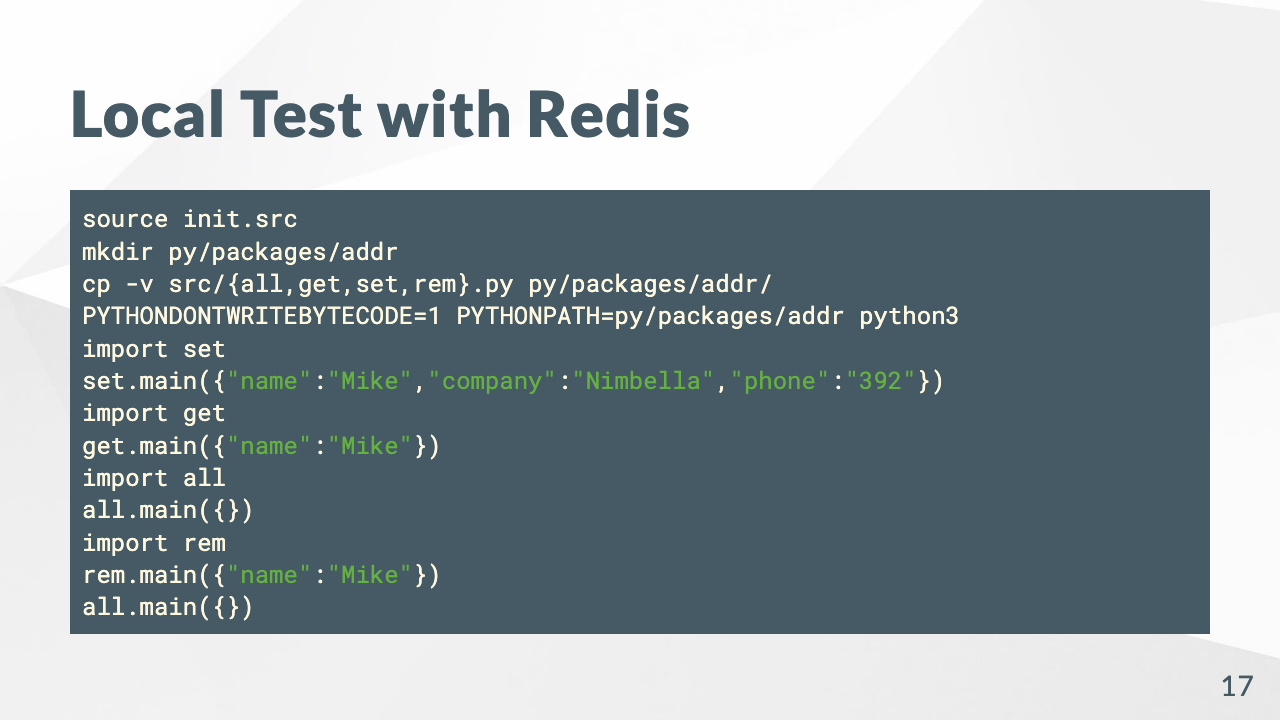 Local Test with Redis
source init.src
mkdir py/packages/addr
cp -v src/{all,get,set,rem}.py py/packages/addr/
PYTHONDONTWRITEBYTECODE=1 PYTHONPATH=py/packages/addr python3
import set
set.main({"name":"Mike","company":"Nimbella","phone":"392"})
import get
get.main({"name":"Mike"})
import all
all.main({})
import rem
rem.main({"name":"Mike"})
all.main({})
17